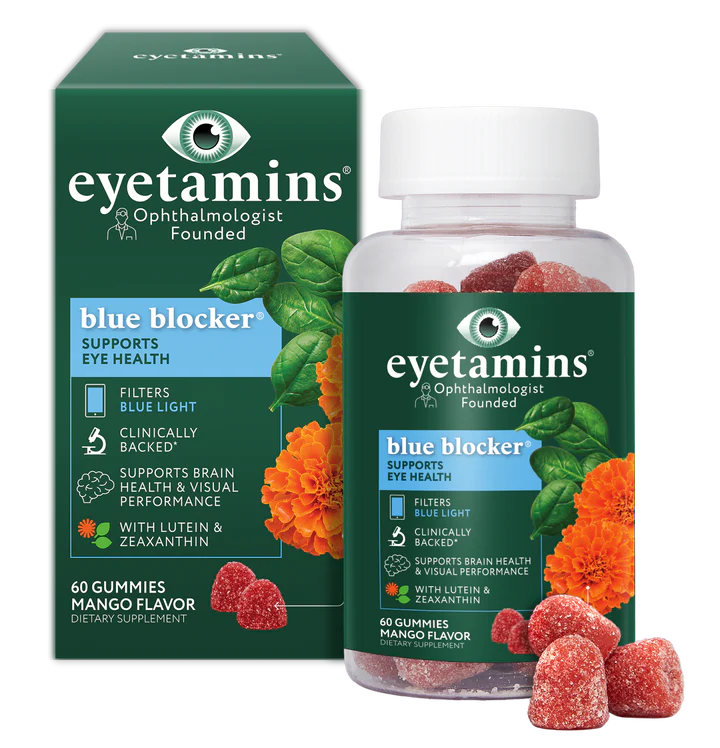 eyetamins®
eyetamins®
Ophthalmologist
Founded
blue blocker®
SUPPORTS
EYE HEALTH
FILTERS
BLUE LIGHT
CLINICALLY
BACKED*
SUPPORTS BRAIN
HEALTH & VISUAL
PERFORMANCE
WITH LUTEIN &
ZEAXANTHIN
60 GUMMIES
MANGO FLAVOR
DIETARY SUPPLEMENT
eyetamins®
Ophthalmologist
Founded
blue blocker®
SUPPORTS
EYE HEALTH
FILTERS
BLUE LIGHT
CLINICALLY
BACKED*
SUPPORTS BRAIN HEALTH
& VISUAL PERFORMANCE
WITH LUTEIN &
ZEAXANTHIN
60 GUMMIES
MANGO FLAVOR
DIETARY SUPPLEMENT